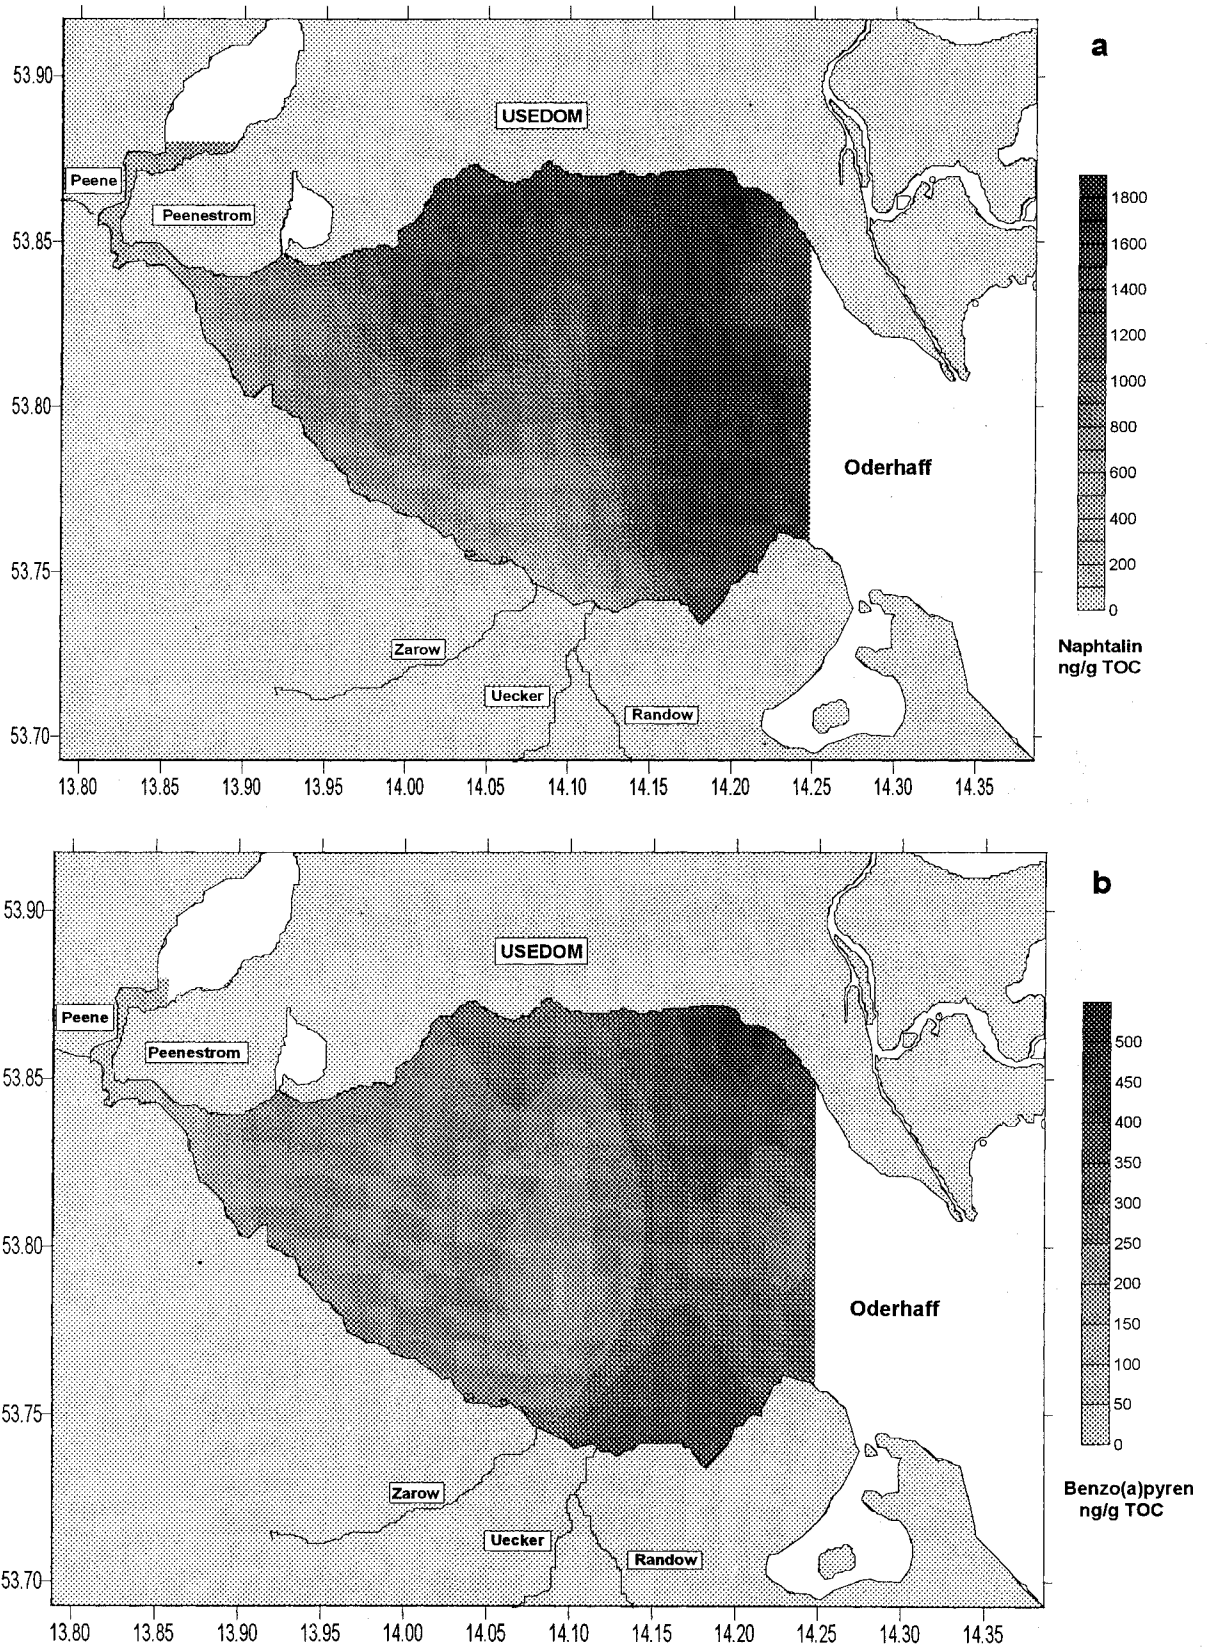 a
53.90
USEDOM
Peene
Peenestrom
53.85
53.80
Oderhaff
53.75
Zarow
Uecker
Randow
53.70
13.80 13.85 13.90 13.95 14.00 14.05 14.10 14.15 14.20 14.25 14.30 14.35
1800
1600
1400
1200
1000
800
600
400
200
0
Naphtalin
ng/g TOC
b
53.90
USEDOM
Peene
Peenestrom
53.85
53.80
Oderhaff
53.75
Zarow
Uecker
Randow
53.70
13.80 13.85 13.90 13.95 14.00 14.05 14.10 14.15 14.20 14.25 14.30 14.35
500
450
400
350
300
250
200
150
100
50
0
Benzo(a)pyren
ng/g TOC